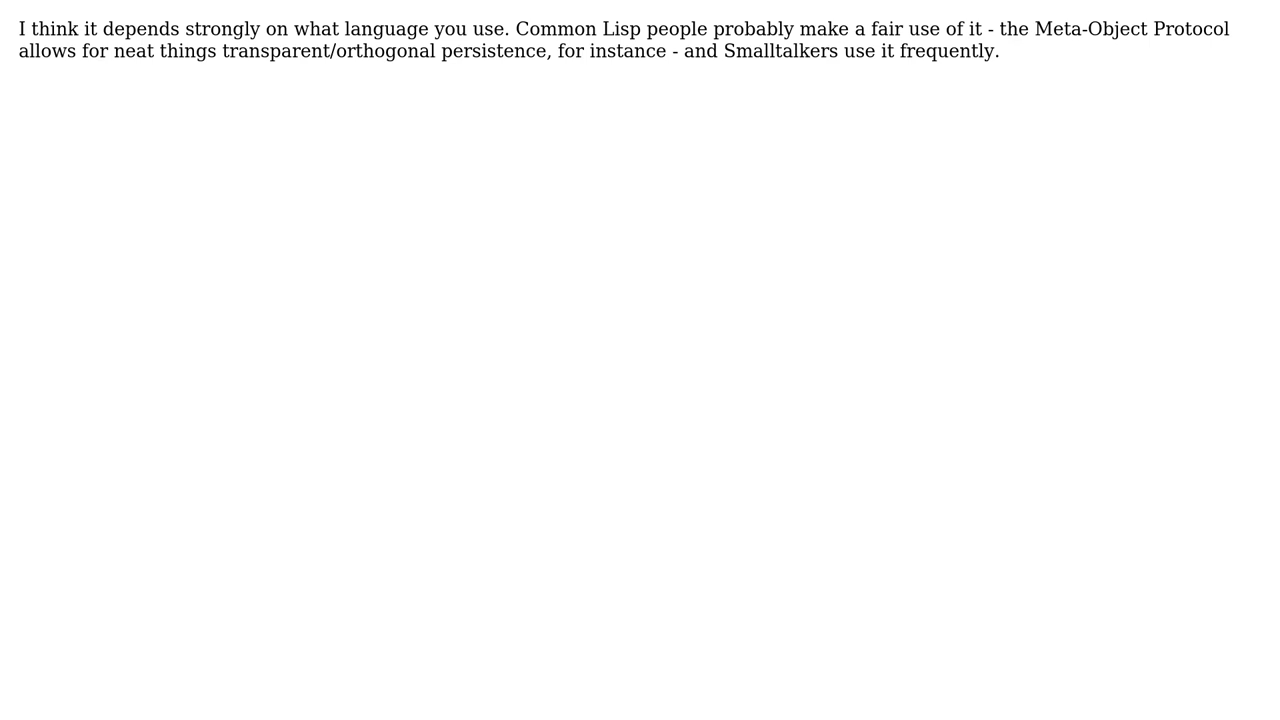 I think it depends strongly on what language you use. Common Lisp people probably make a fair use of it - the Meta-Object Protocol
allows for neat things transparent/orthogonal persistence, for instance - and Smalltalkers use it frequently.